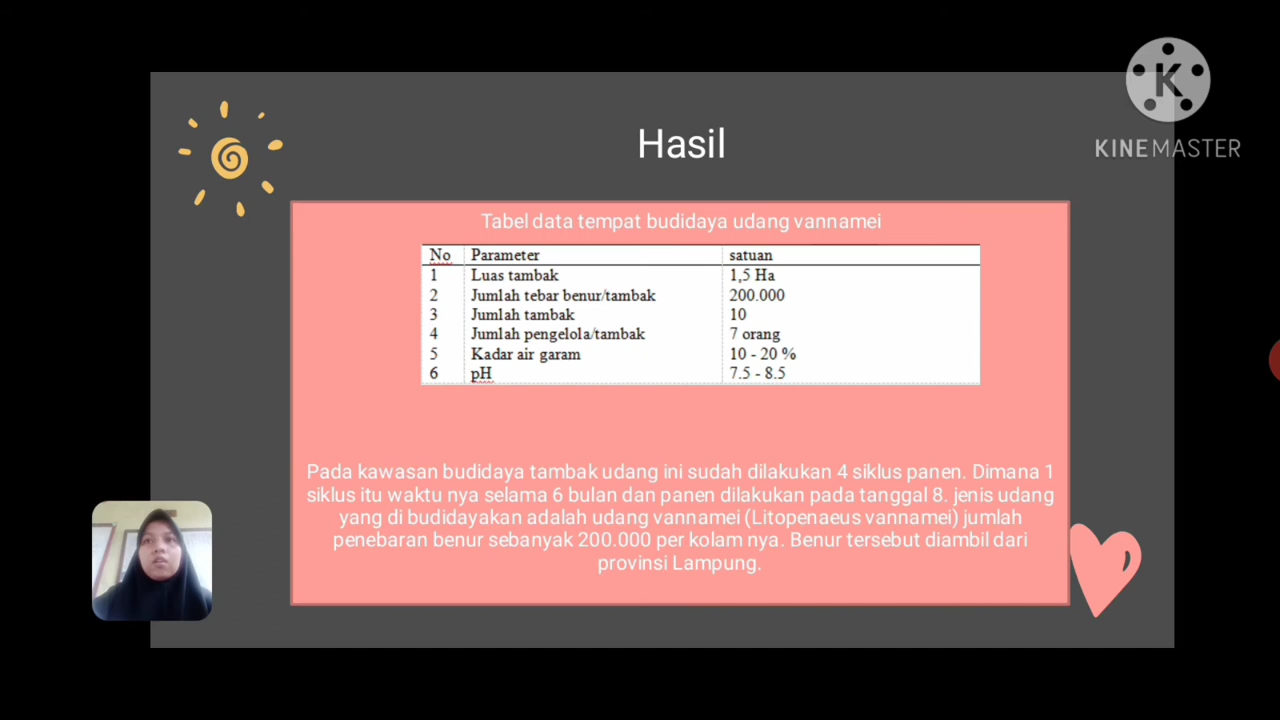 KINEMASTER
Hasil
Tabel data tempat budidaya udang vannamei
No Parameter satuan
1 Luas tambak 1,5 Ha
2 Jumlah tebar benur/tambak 200.000
3 Jumlah tambak 10
4 Jumlah pengelola/tambak 7 orang
5 Kadar air garam 10 - 20 %
6 pH 7.5 - 8.5
Pada kawasan budidaya tambak udang ini sudah dilakukan 4 siklus panen. Dimana 1
siklus itu waktu nya selama 6 bulan dan panen dilakukan pada tanggal 8. jenis udang
yang di budidayakan adalah udang vannamei (Litopenaeus vannamei) jumlah
penebaran benur sebanyak 200.000 per kolam nya. Benur tersebut diambil dari
provinsi Lampung.